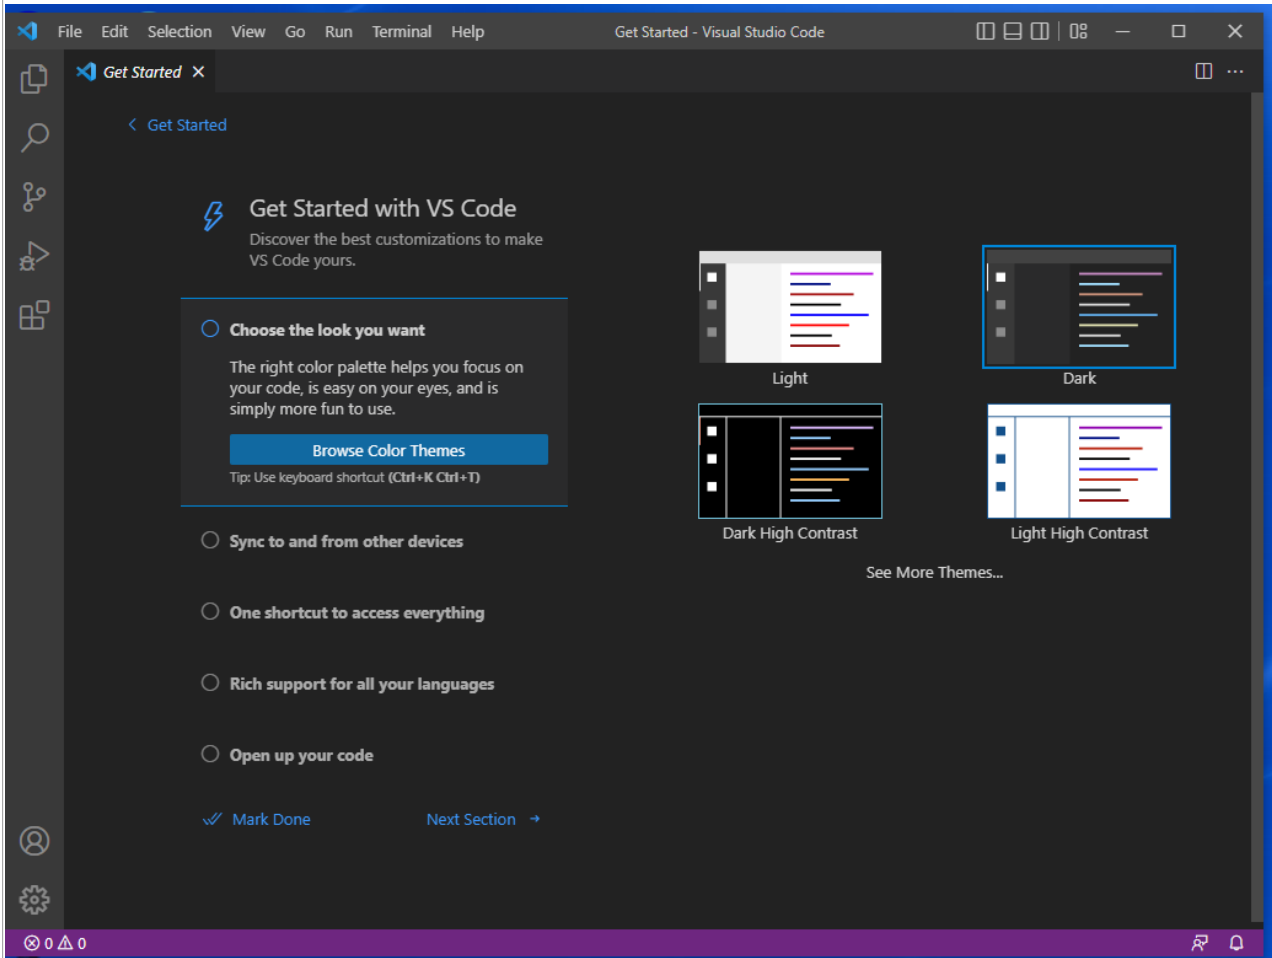 File Edit Selection View Go Run Terminal Help
Get Started - Visual Studio Code
Get Started
Get Started
Get Started with VS Code
Discover the best customizations to make
VS Code yours.
Choose the look you want
The right color palette helps you focus on
your code, is easy on your eyes, and is
simply more fun to use.
Browse Color Themes
Tip: Use keyboard shortcut (Ctrl+K Ctrl+T)
Sync to and from other devices
One shortcut to access everything
Rich support for all your languages
Open up your code
Mark Done
Next Section
Light
Dark
Dark High Contrast
Light High Contrast
See More Themes...
0 0